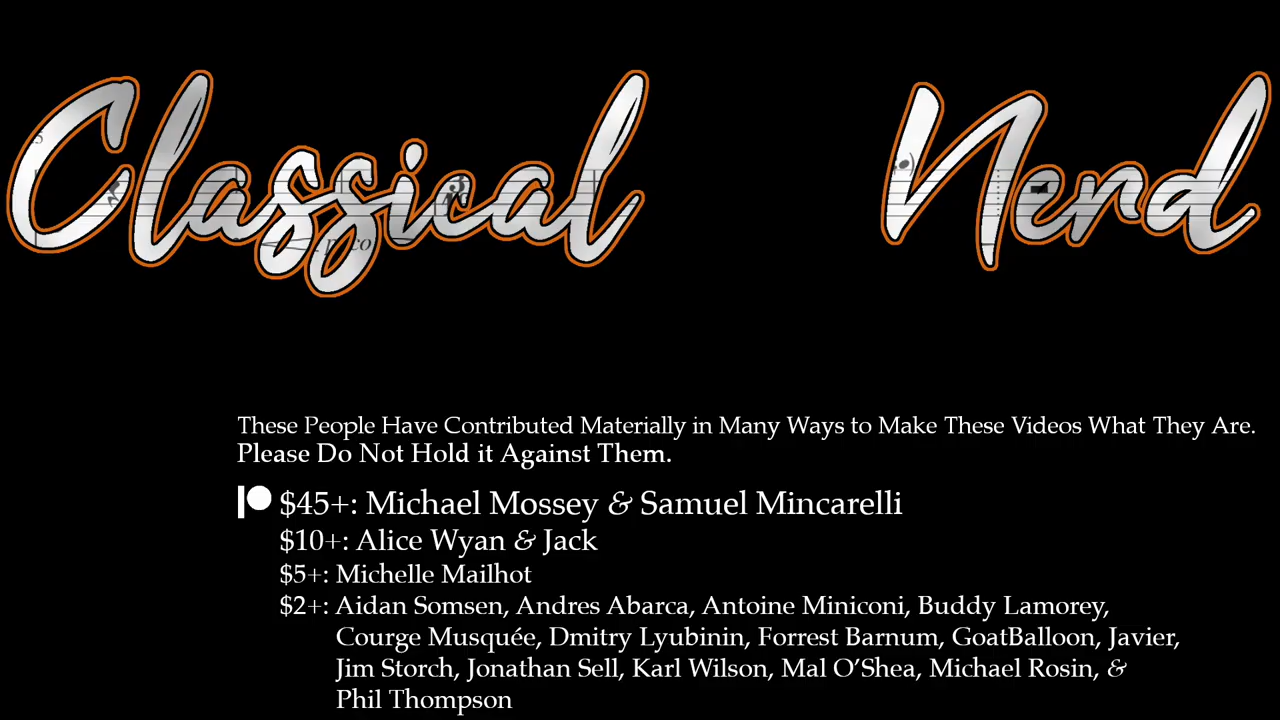 Classical Nerd
These People Have Contributed Materially in Many Ways to Make These Videos What They Are.
Please Do Not Hold it Against Them.
$45+: Michael Mossey & Samuel Mincarelli
$10+: Alice Wyan & Jack
$5+: Michelle Mailhot
$2+: Aidan Somsen, Andres Abarca, Antoine Miniconi, Buddy Lamorey,
Courge Musquée, Dmitry Lyubinin, Forrest Barnum, GoatBalloon, Javier,
Jim Storch, Jonathan Sell, Karl Wilson, Mal O’Shea, Michael Rosin, &
Phil Thompson